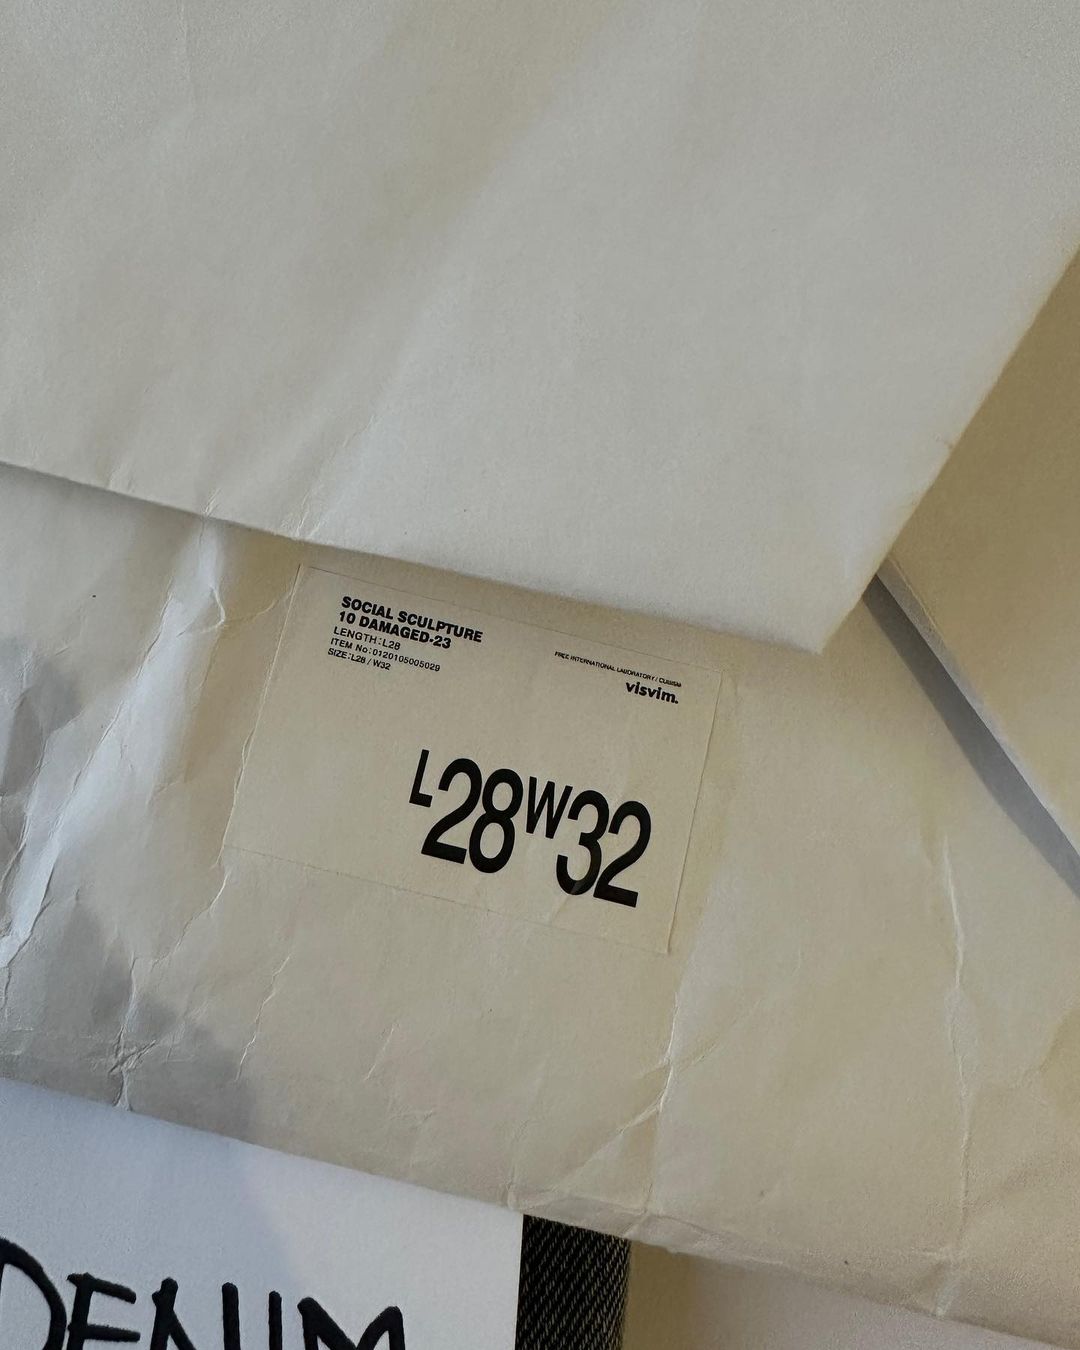 SOCIAL SCULPTURE
10 DAMAGED-23
LENGTH:L28
ITEM No:0120105005029
SIZE:L28 / W32
FREE INTERNATIONAL LABORATORY / CUBISM
visvim.
L28W32
DENIM